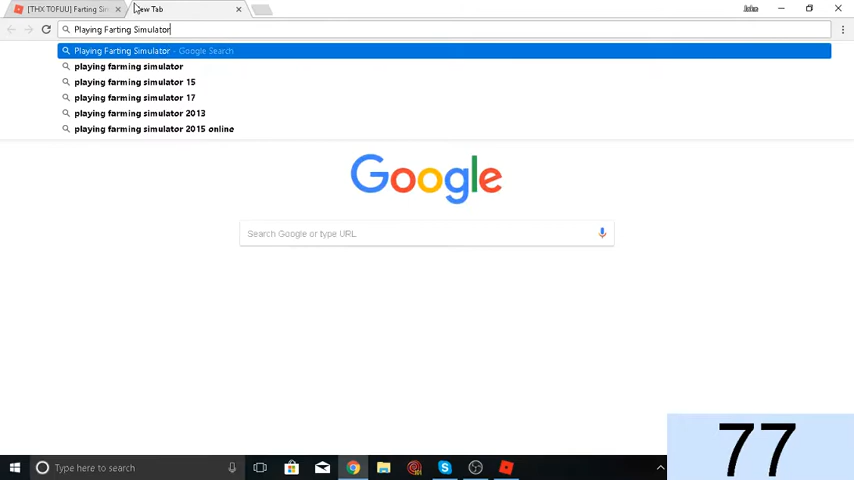 [THX TOFUU] Farting Sim
New Tab
Playing Farting Simulator
Playing Farting Simulator - Google Search
playing farming simulator
playing farming simulator 15
playing farming simulator 17
playing farming simulator 2013
playing farming simulator 2015 online
Google
Search Google or type URL
77
Type here to search